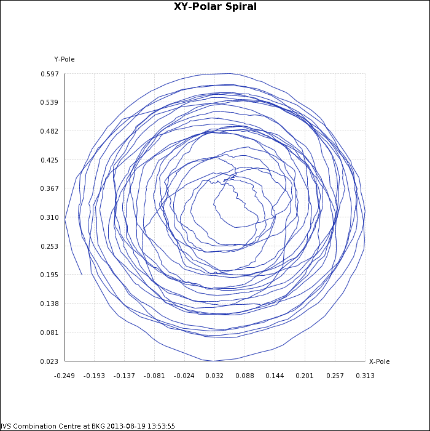 XY-Polar Spiral
Y-Pole
0.597
0.539
0.482
0.425
0.367
0.310
0.253
0.195
0.138
0.081
0.023
X-Pole
-0.249 -0.193 -0.137 -0.081 -0.024 0.032 0.088 0.144 0.201 0.257 0.313
IVS Combination Centre at BKG 2013-08-19 13:53:55